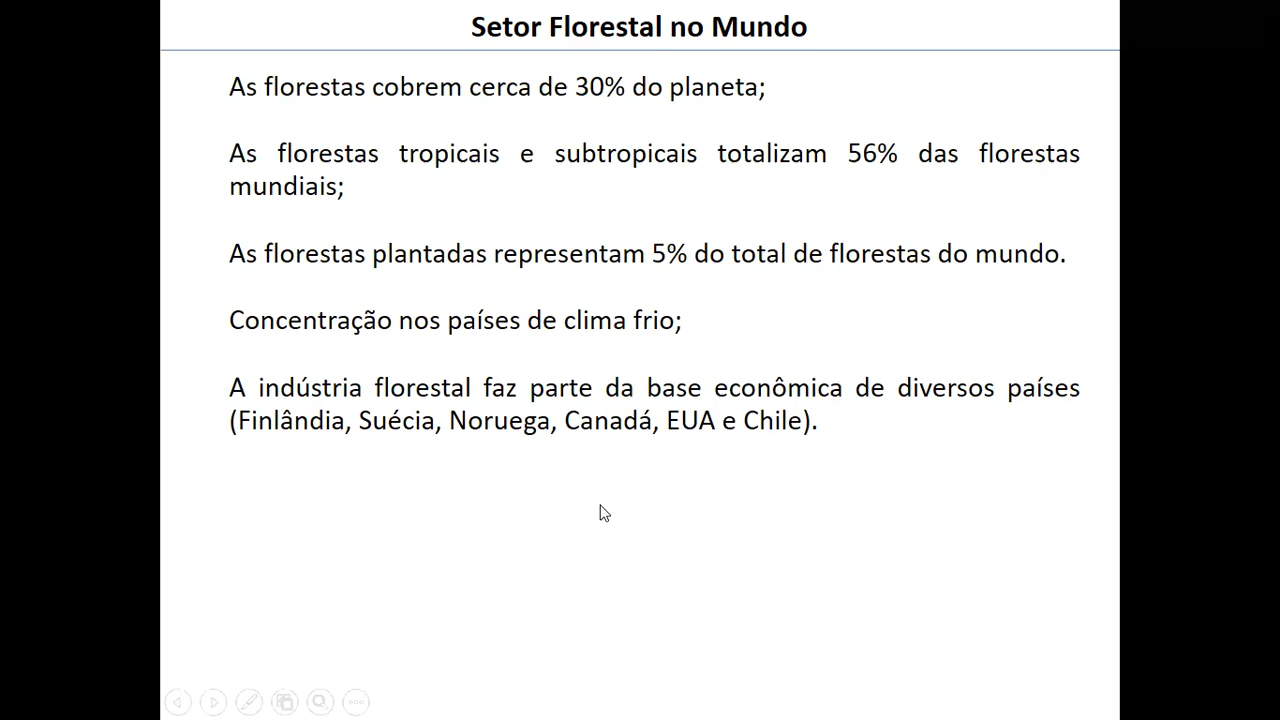 Setor Florestal no Mundo
As florestas cobrem cerca de 30% do planeta;
As florestas tropicais e subtropicais totalizam 56% das florestas
mundiais;
As florestas plantadas representam 5% do total de florestas do mundo.
Concentração nos países de clima frio;
A indústria florestal faz parte da base econômica de diversos países
(Finlândia, Suécia, Noruega, Canadá, EUA e Chile).